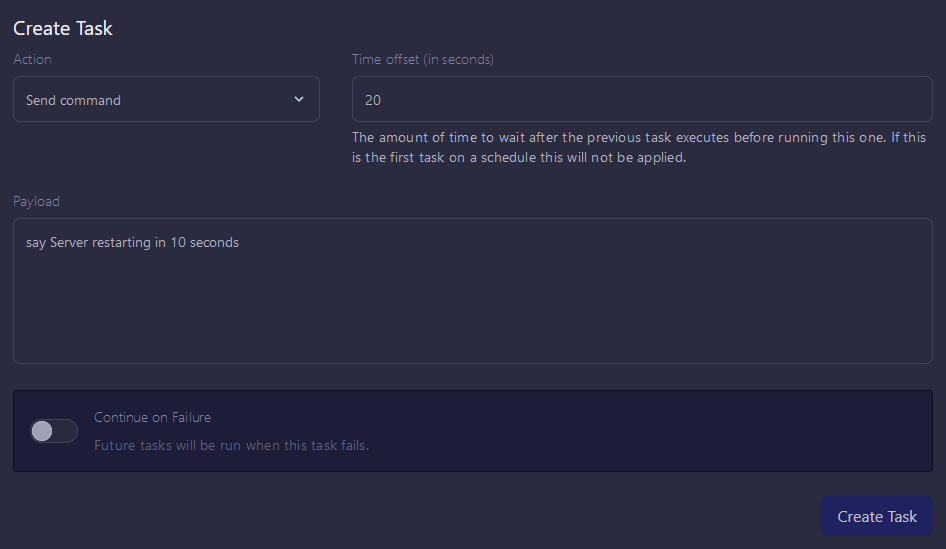 Create Task
Action
Time offset (in seconds)
Send command
20
The amount of time to wait after the previous task executes before running this one. If this
is the first task on a schedule this will not be applied.
Payload
say Server restarting in 10 seconds
Continue on Failure
Future tasks will be run when this task fails.
Create Task